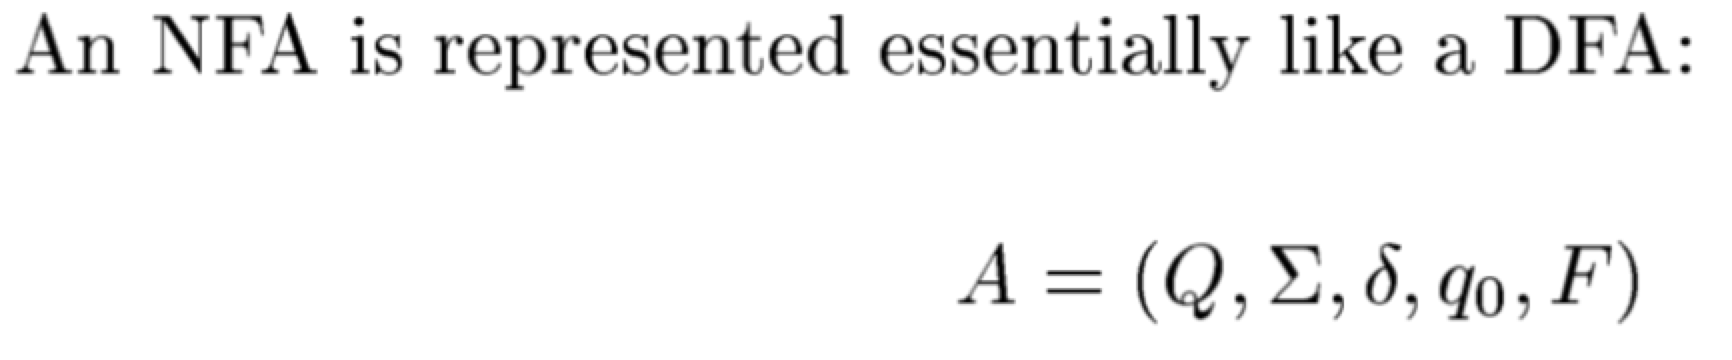 An NFA is represented essentially like a DFA:
A = (Q, Σ, δ, q₀, F)